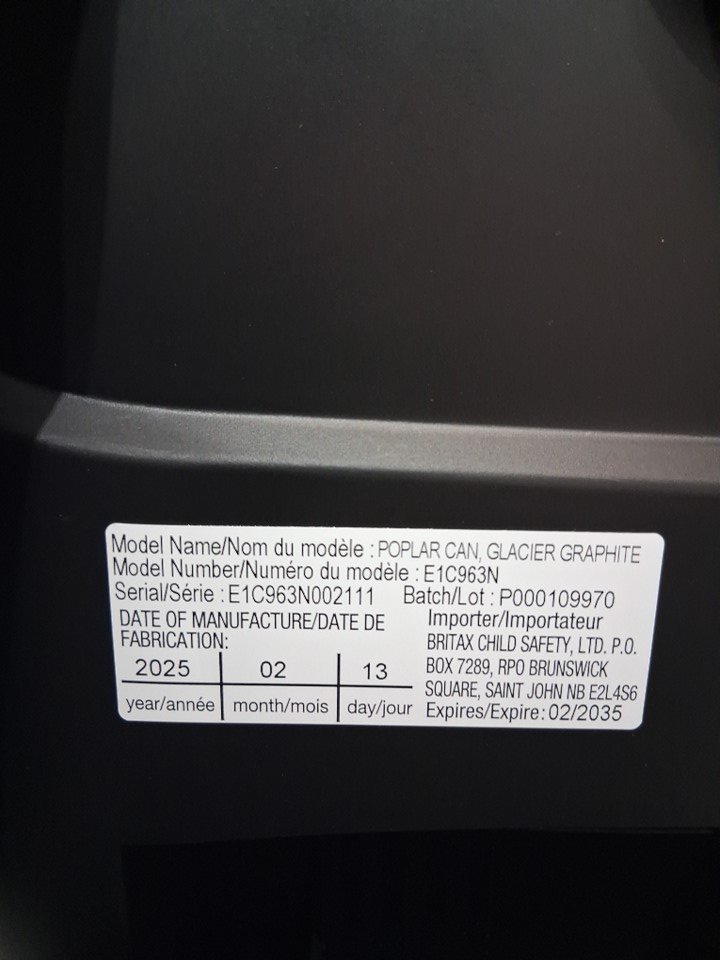 Model Name/Nom du modèle : POPLAR CAN, GLACIER GRAPHITE
Model Number/Numéro du modèle : E1C963N
Serial/Série : E1C963N002111 Batch/Lot : P000109970
DATE OF MANUFACTURE/DATE DE
FABRICATION:
2025 02 13
year/année month/mois day/jour
Importer/Importateur
BRITAX CHILD SAFETY, LTD. P.O.
BOX 7289, RPO BRUNSWICK
SQUARE, SAINT JOHN NB E2L4S6
Expires/Expire: 02/2035